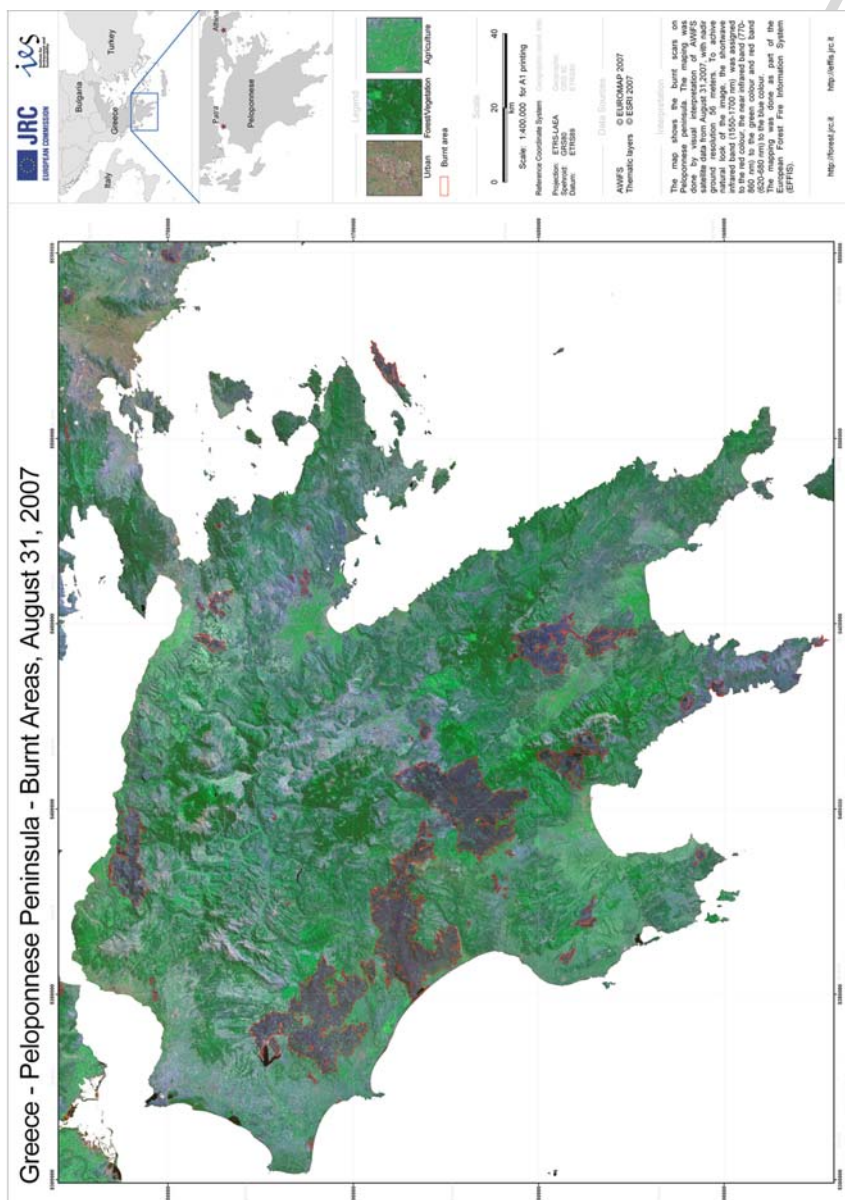 Greece - Peloponnese Peninsula - Burnt Areas, August 31, 2007
JRC
EUROPEAN COMMISSION
ies
Italy
Bulgaria
Greece
Turkey
Patra
Athina
Peloponnese
Legend
Urban
Forest/Vegetation
Agriculture
Burnt area
Scale
0
20
40
km
Scale: 1:400.000 for A1 printing
Reference Coordinate System
Projection: ETRS-LAEA
Spehroid: GRS80
Datum: ETRS89
Data Sources
AWiFS © EUROMAP 2007
Thematic layers © ESRI 2007
Interpretation
The map shows the burnt scars on
Peloponnese peninsula. The maping was
done by visual interpretation of AWiFS
satellite data from August 31,2007, with nadir
ground resolution 56 meters. To achive
natural look of the image, the shortwave
infrared band (1550-1700 nm) was assigned
to the red colour, the near infrared band (770-
860 nm) to the green colour and red band
(620-680 nm) to the blue colour.
The mapping was done as part of the
European Forest Fire Information System
(EFFIS).
http://forest.jrc.it
http://effis.jrc.it